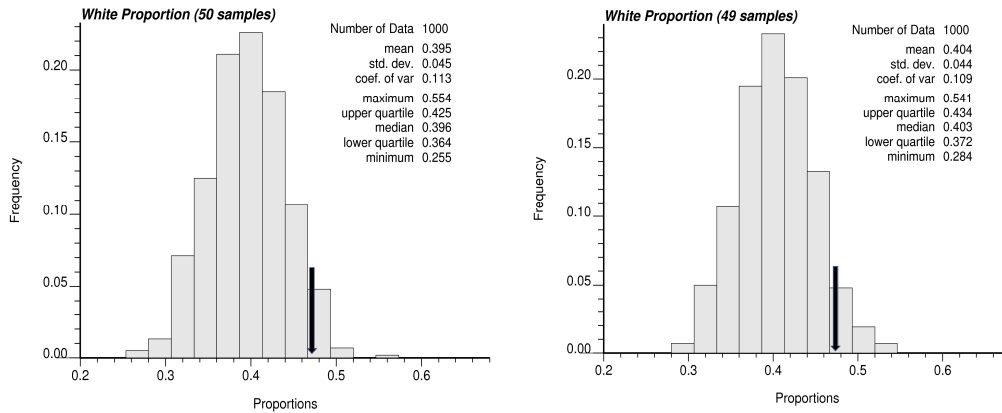 White Proportion (50 samples)
Number of Data 1000
mean 0.395
std. dev. 0.045
coef. of var 0.113
maximum 0.554
upper quartile 0.425
median 0.396
lower quartile 0.364
minimum 0.255
Frequency
0.20
0.15
0.10
0.05
0.00
0.2 0.3 0.4 0.5 0.6
Proportions
White Proportion (49 samples)
Number of Data 1000
mean 0.404
std. dev. 0.044
coef. of var 0.109
maximum 0.541
upper quartile 0.434
median 0.403
lower quartile 0.372
minimum 0.284
Frequency
0.20
0.15
0.10
0.05
0.00
0.2 0.3 0.4 0.5 0.6
Proportions